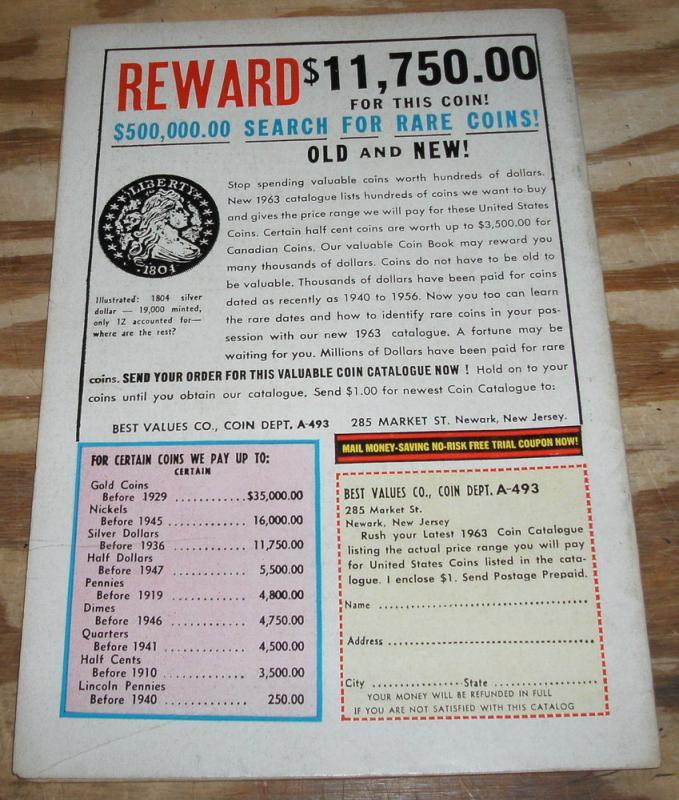 REWARD $11,750.00
FOR THIS COIN!
$500,000.00 SEARCH FOR RARE COINS!
OLD AND NEW!
LIBERTY
1804
Illustrated: 1804 silver
dollar — 19,000 minted,
only 12 accounted for—
where are the rest?
Stop spending valuable coins worth hundreds of dollars.
New 1963 catalogue lists hundreds of coins we want to buy
and gives the price range we will pay for these United States
Coins. Certain half cent coins are worth up to $3,500.00 for
Canadian Coins. Our valuable Coin Book may reward you
many thousands of dollars. Coins do not have to be old to
be valuable. Thousands of dollars have been paid for coins
dated as recently as 1940 to 1956. Now you too can learn
the rare dates and how to identify rare coins in your pos-
session with our new 1963 catalogue. A fortune may be
waiting for you. Millions of Dollars have been paid for rare
coins. SEND YOUR ORDER FOR THIS VALUABLE COIN CATALOGUE NOW ! Hold on to your
coins until you obtain our catalogue. Send $1.00 for newest Coin Catalogue to:
BEST VALUES CO., COIN DEPT. A-493 285 MARKET ST. Newark, New Jersey.
FOR CERTAIN COINS WE PAY UP TO:
CERTAIN
Gold Coins
Before 1929 ............$35,000.00
Nickels
Before 1945 ............ 16,000.00
Silver Dollars
Before 1936 ............ 11,750.00
Half Dollars
Before 1947 ............ 5,500.00
Pennies
Before 1919 ............ 4,800.00
Dimes
Before 1946 ............ 4,750.00
Quarters
Before 1941 ............ 4,500.00
Half Cents
Before 1910 ............ 3,500.00
Lincoln Pennies
Before 1940 ............ 250.00
MAIL MONEY-SAVING NO-RISK FREE TRIAL COUPON NOW!
BEST VALUES CO., COIN DEPT. A-493
285 Market St.
Newark, New Jersey
Rush your Latest 1963 Coin Catalogue
listing the actual price range you will pay
for United States Coins listed in the cata-
logue. I enclose $1. Send Postage Prepaid.
Name ........................................
Address ........................................
City .................... State ....................
YOUR MONEY WILL BE REFUNDED IN FULL
IF YOU ARE NOT SATISFIED WITH THIS CATALOG